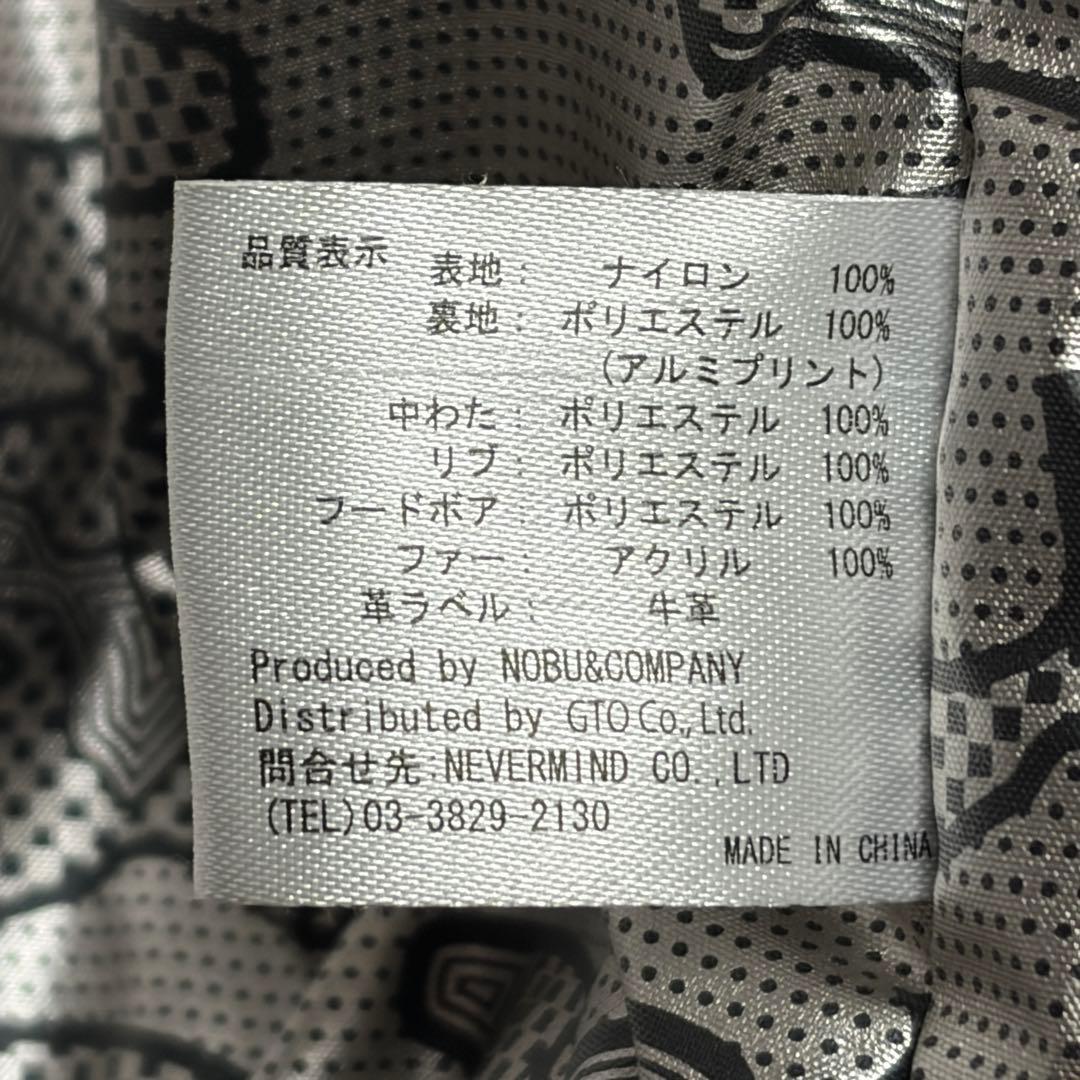 品質表示
表地: ナイロン 100%
裏地: ポリエステル 100%
(アルミプリント)
中わた: ポリエステル 100%
リブ: ポリエステル 100%
フードボア: ポリエステル 100%
ファー: アクリル 100%
革ラベル: 牛革
Produced by NOBU&COMPANY
Distributed by GTO Co., Ltd.
問合せ先:NEVERMIND CO.,LTD
(TEL)03-3829-2130
MADE IN CHINA